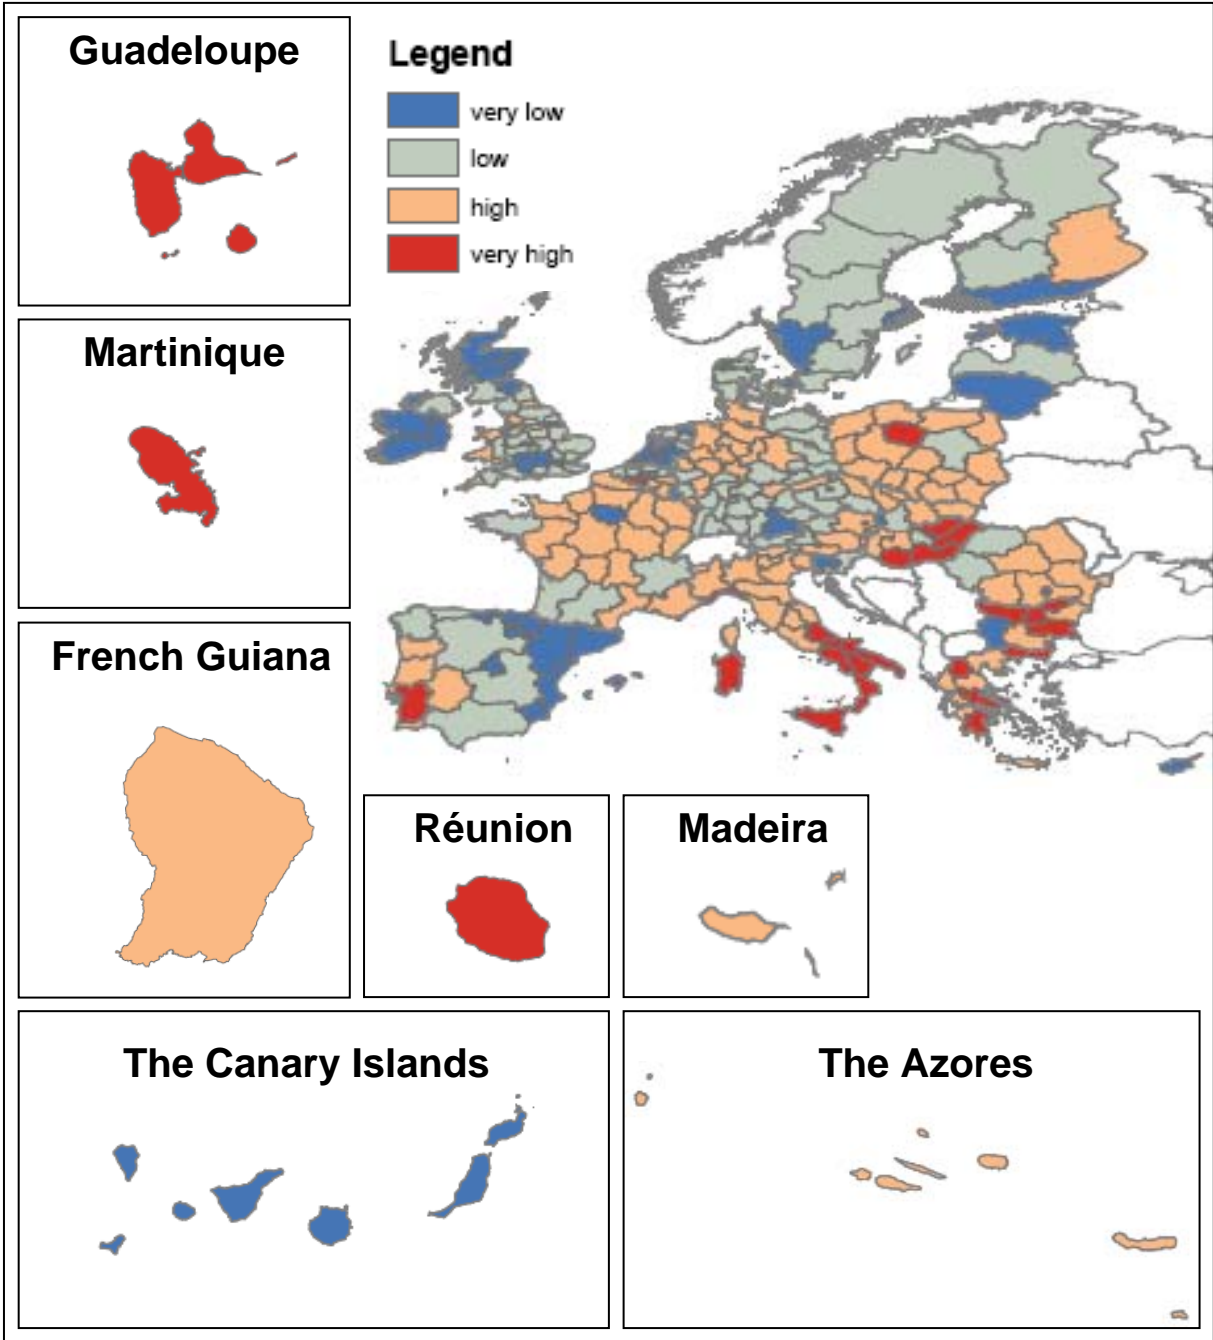 Guadeloupe
Legend
very low
low
high
very high
Martinique
French Guiana
Réunion
Madeira
The Canary Islands
The Azores